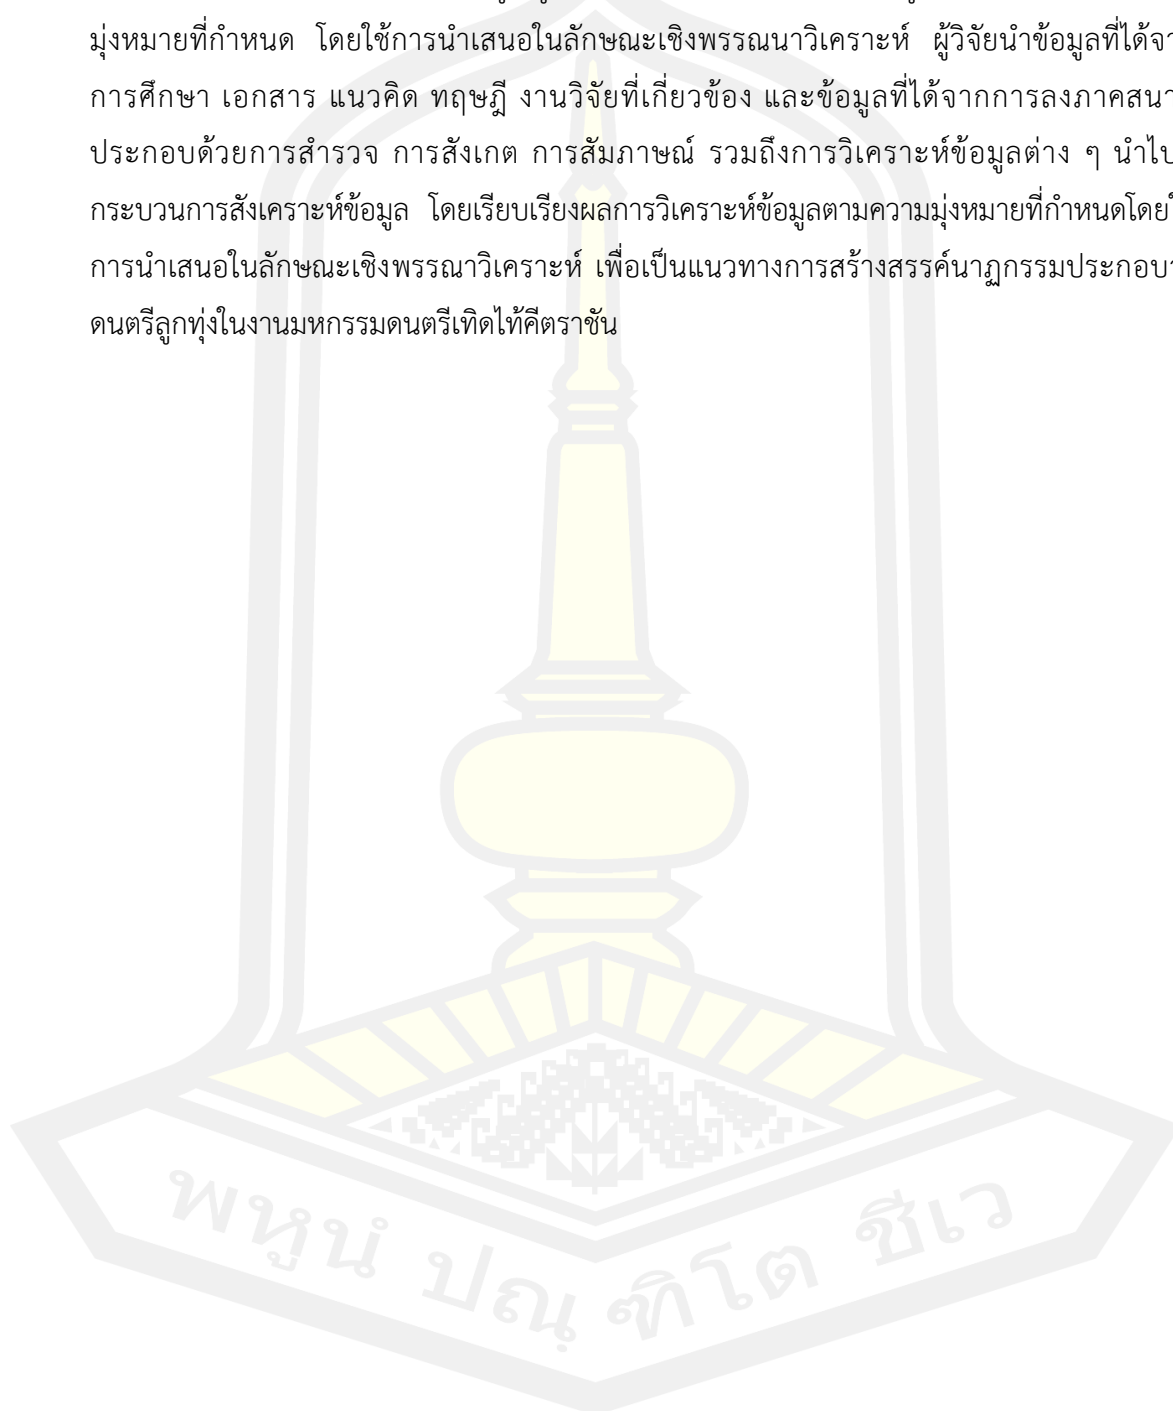 มุ่งหมายที่กำหนด โดยใช้การนำเสนอในลักษณะเชิงพรรณนาวิเคราะห์ ผู้วิจัยนำข้อมูลที่ได้จา
การศึกษา เอกสาร แนวคิด ทฤษฎี งานวิจัยที่เกี่ยวข้อง และข้อมูลที่ได้จากการลงภาคสนา
ประกอบด้วยการสำรวจ การสังเกต การสัมภาษณ์ รวมถึงการวิเคราะห์ข้อมูลต่าง ๆ นำไป
กระบวนการสังเคราะห์ข้อมูล โดยเรียบเรียงผลการวิเคราะห์ข้อมูลตามความมุ่งหมายที่กำหนดโดย
การนำเสนอในลักษณะเชิงพรรณาวิเคราะห์ เพื่อเป็นแนวทางการสร้างสรรค์นาฏกรรมประกอบ
ดนตรีลูกทุ่งในงานมหกรรมดนตรีเทิดไท้คีตราชัน
พหูนํ ปณฺฑิโต ชีเว